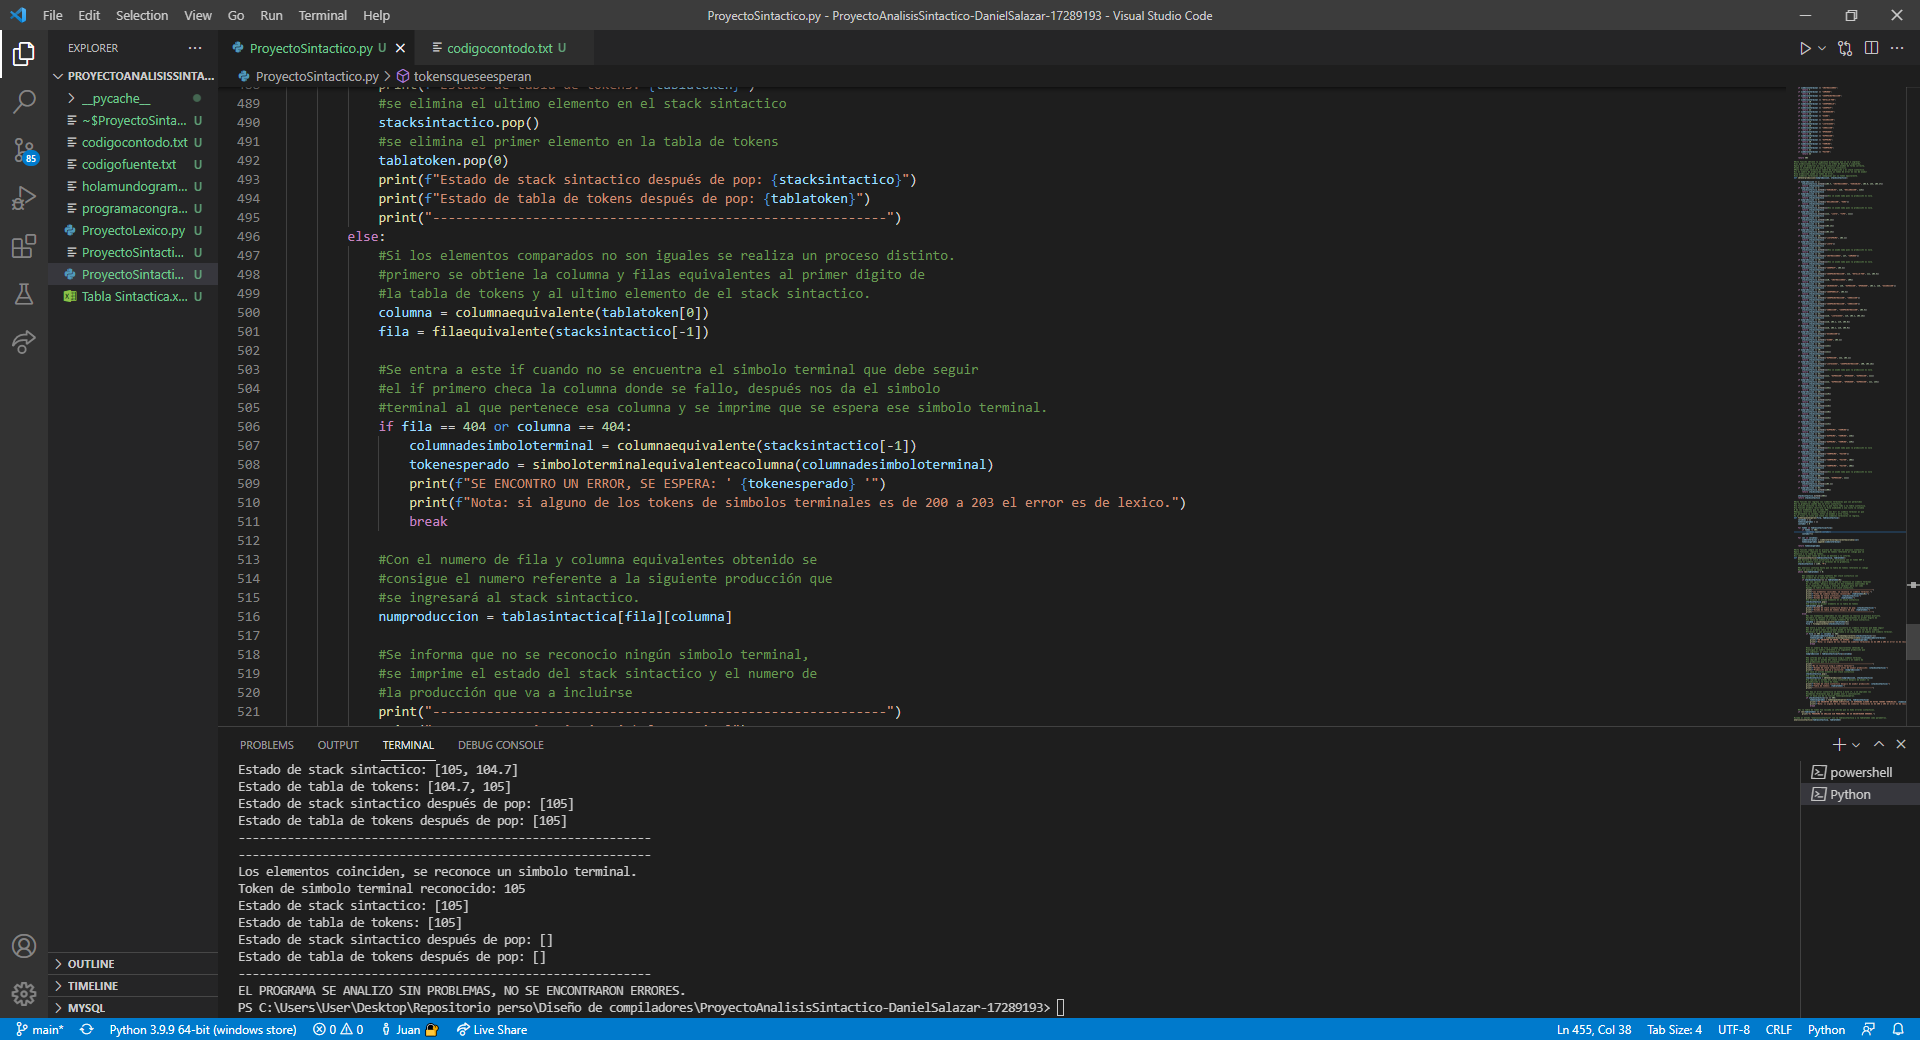 File Edit Selection View Go Run Terminal Help
ProyectoSintactico.py - ProyectoAnalisisSintactico-DanielSalazar-17289193 - Visual Studio Code
EXPLORER
PROYECTOANALISISSINTA...
__pycache__
~$ProyectoSinta... U
codigocontodo.txt U
codigofuente.txt U
holamundogram... U
programacongra... U
ProyectoLexico.py U
ProyectoSintacti... U
ProyectoSintacti... U
Tabla Sintactica.x... U
85
OUTLINE
TIMELINE
MYSQL
ProyectoSintactico.py U
codigocontodo.txt U
ProyectoSintactico.py > tokensqueseesperan
488 print(f"Estado de tabla de tokens: {tablatoken}")
489 #se elimina el ultimo elemento en el stack sintactico
490 stacksintactico.pop()
491 #se elimina el primer elemento en la tabla de tokens
492 tablatoken.pop(0)
493 print(f"Estado de stack sintactico después de pop: {stacksintactico}")
494 print(f"Estado de tabla de tokens después de pop: {tablatoken}")
495 print("-----------------------------------------------------------")
496 else:
497 #Si los elementos comparados no son iguales se realiza un proceso distinto.
498 #primero se obtiene la columna y filas equivalentes al primer digito de
499 #la tabla de tokens y al ultimo elemento de el stack sintactico.
500 columna = columnaequivalente(tablatoken[0])
501 fila = filaequivalente(stacksintactico[-1])
502
503 #Se entra a este if cuando no se encuentra el simbolo terminal que debe seguir
504 #el if primero checa la columna donde se fallo, después nos da el simbolo
505 #terminal al que pertenece esa columna y se imprime que se espera ese simbolo terminal.
506 if fila == 404 or columna == 404:
507 columnadesimboloterminal = columnaequivalente(stacksintactico[-1])
508 tokenesperado = simboloterminalequivalenteacolumna(columnadesimboloterminal)
509 print(f"SE ENCONTRO UN ERROR, SE ESPERA: ' {tokenesperado} '")
510 print(f"Nota: si alguno de los tokens de simbolos terminales es de 200 a 203 el error es de lexico.")
511 break
512
513 #Con el numero de fila y columna equivalentes obtenido se
514 #consigue el numero referente a la siguiente producción que
515 #se ingresará al stack sintactico.
516 numproduccion = tablasintactica[fila][columna]
517
518 #Se informa que no se reconocio ningún simbolo terminal,
519 #se imprime el estado del stack sintactico y el numero de
520 #la producción que va a incluirse
521 print("-----------------------------------------------------------")
PROBLEMS OUTPUT TERMINAL DEBUG CONSOLE
powershell
Python
Estado de stack sintactico: [105, 104.7]
Estado de tabla de tokens: [104.7, 105]
Estado de stack sintactico después de pop: [105]
Estado de tabla de tokens después de pop: [105]
-----------------------------------------------------------
-----------------------------------------------------------
Los elementos coinciden, se reconoce un simbolo terminal.
Token de simbolo terminal reconocido: 105
Estado de stack sintactico: [105]
Estado de tabla de tokens: [105]
Estado de stack sintactico después de pop: []
Estado de tabla de tokens después de pop: []
-----------------------------------------------------------
EL PROGRAMA SE ANALIZO SIN PROBLEMAS, NO SE ENCONTRARON ERRORES.
PS C:\Users\User\Desktop\Repositorio perso\Diseño de compiladores\ProyectoAnalisisSintactico-DanielSalazar-17289193>
main* Python 3.9.9 64-bit (windows store) 0 0 Juan Live Share
Ln 455, Col 38 Tab Size: 4 UTF-8 CRLF Python